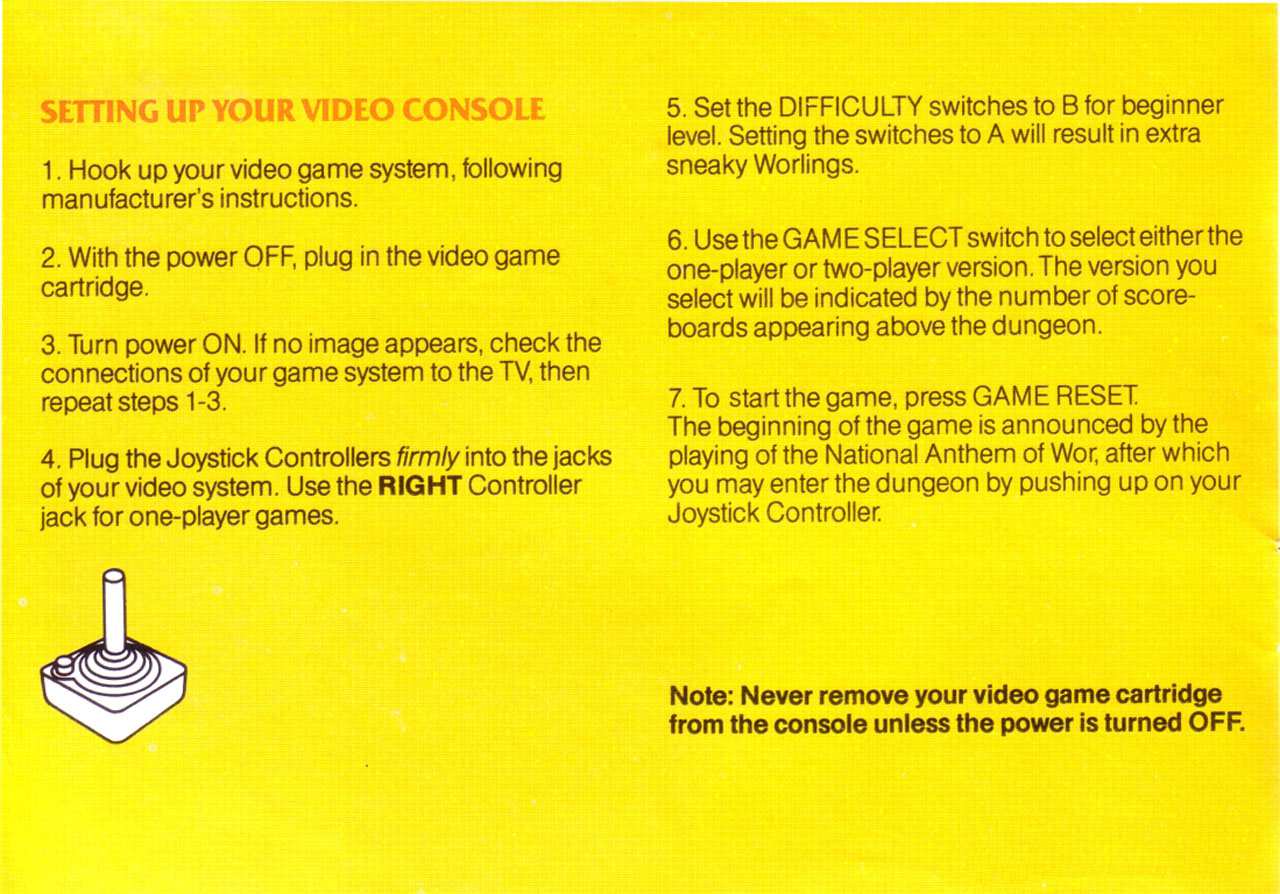 SETTING UP YOUR VIDEO CONSOLE
1. Hook up your video game system, following
manufacturer's instructions.
2. With the power OFF, plug in the video game
cartridge.
3. Turn power ON. If no image appears, check the
connections of your game system to the TV, then
repeat steps 1-3.
4. Plug the Joystick Controllers firmly into the jacks
of your video system. Use the RIGHT Controller
jack for one-player games.
5. Set the DIFFICULTY switches to B for beginner
level. Setting the switches to A will result in extra
sneaky Worlings.
6. Use the GAME SELECT switch to select either the
one-player or two-player version. The version you
select will be indicated by the number of score-
boards appearing above the dungeon.
7. To start the game, press GAME RESET.
The beginning of the game is announced by the
playing of the National Anthem of Wor, after which
you may enter the dungeon by pushing up on your
Joystick Controller.
Note: Never remove your video game cartridge
from the console unless the power is turned OFF.